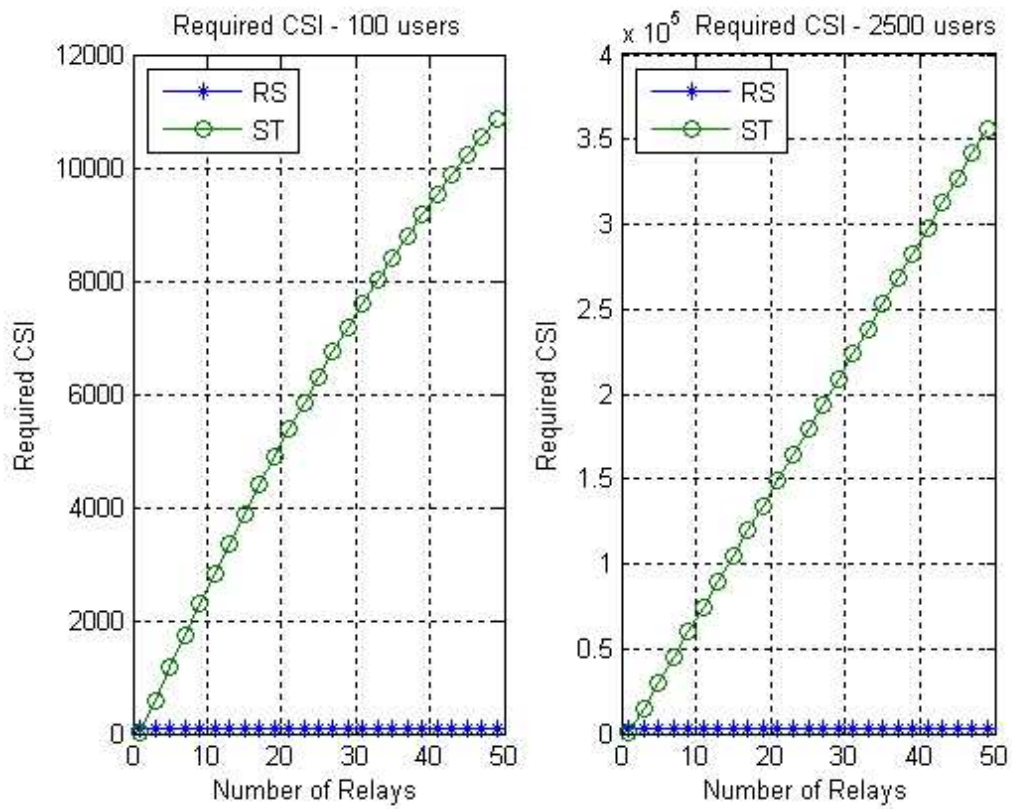 Required CSI - 100 users
12000
10000
8000
6000
4000
2000
0
RS
ST
Required CSI
0 10 20 30 40 50
Number of Relays
x 10^5 Required CSI - 2500 users
4
3.5
3
2.5
2
1.5
1
0.5
0
RS
ST
Required CSI
0 10 20 30 40 50
Number of Relays